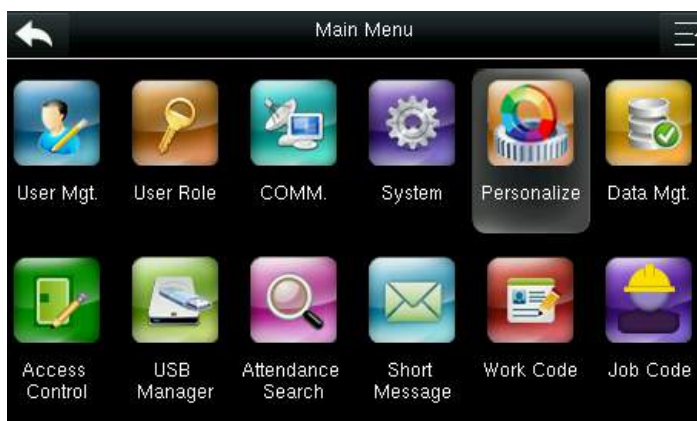 Main Menu
User Mgt.
User Role
COMM.
System
Personalize
Data Mgt.
Access
Control
USB
Manager
Attendance
Search
Short
Message
Work Code
Job Code